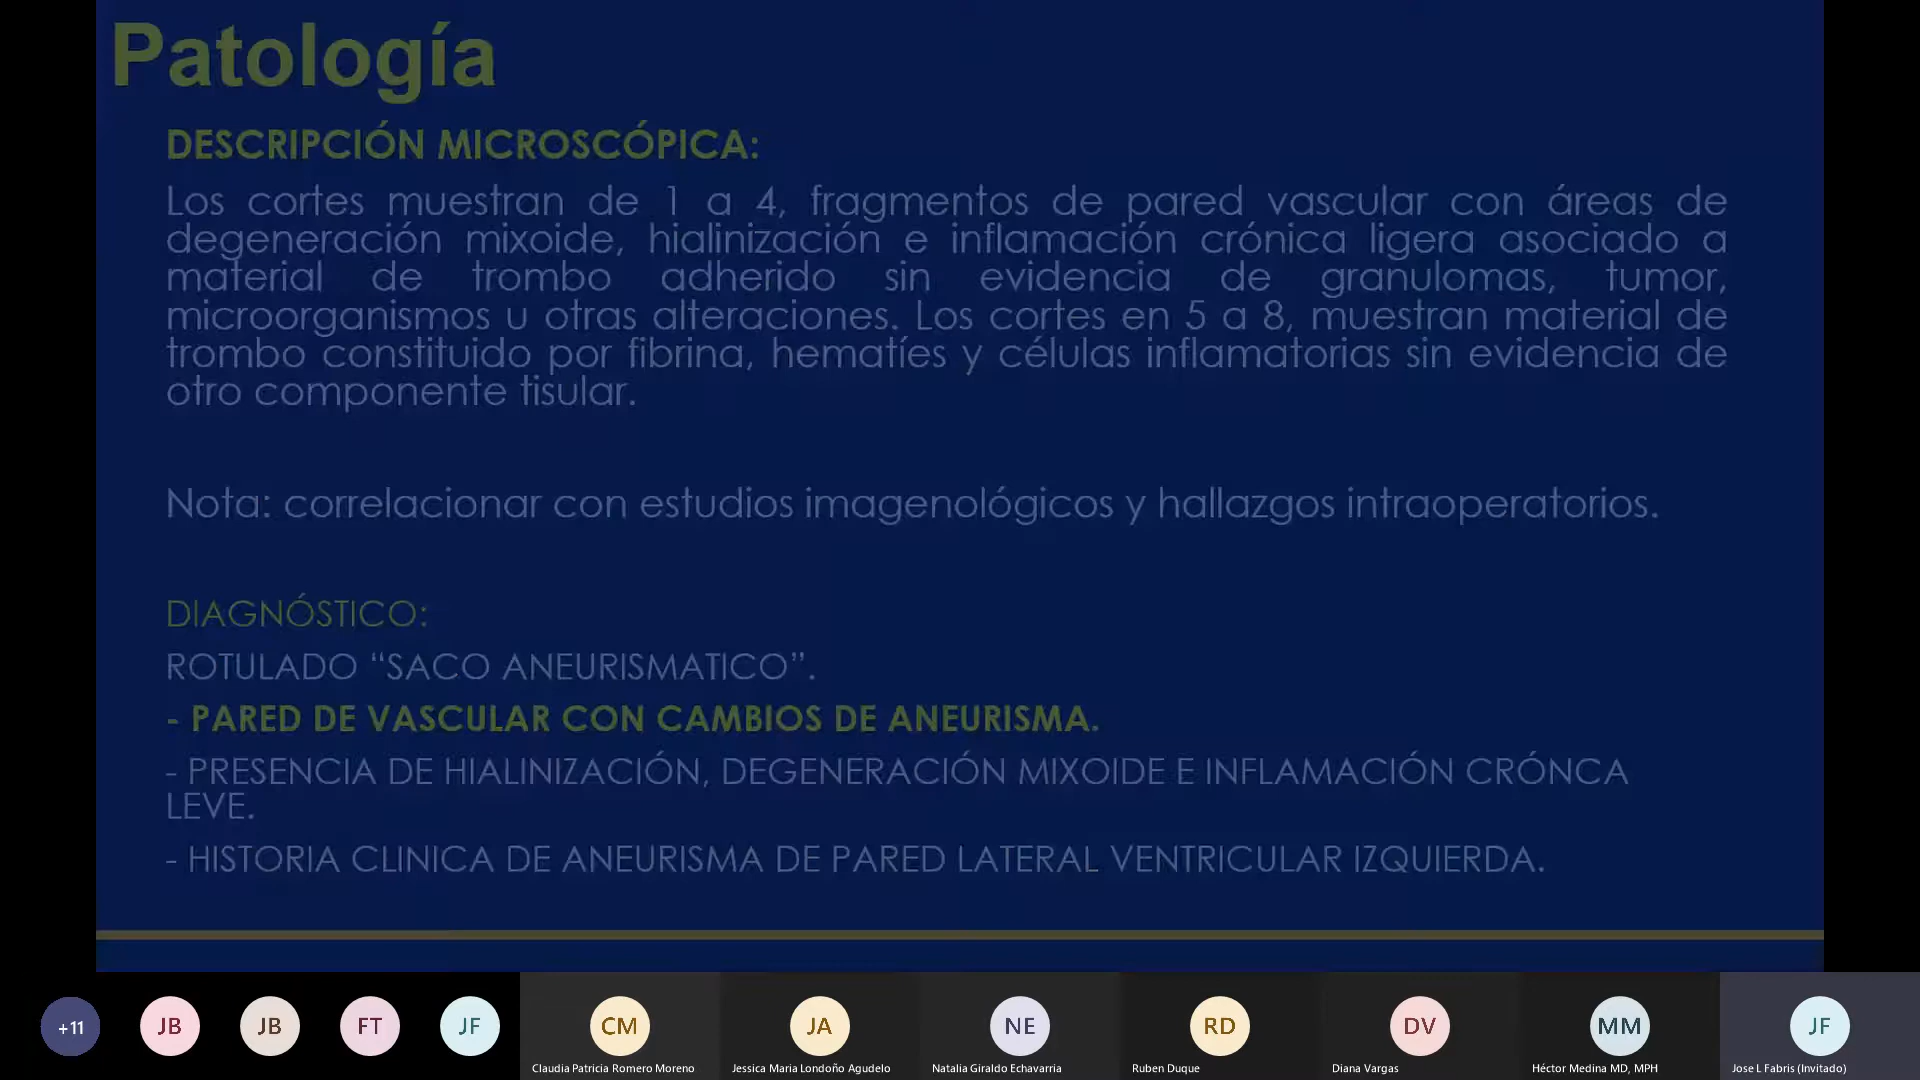 Patología
DESCRIPCIÓN MICROSCÓPICA:
Los cortes muestran de 1 a 4, fragmentos de pared vascular con áreas de
degeneración mixoide, hialinización e inflamación crónica ligera asociado a
material de trombo adherido sin evidencia de granulomas, tumor,
microorganismos u otras alteraciones. Los cortes en 5 a 8, muestran material de
trombo constituido por fibrina, hematíes y células inflamatorias sin evidencia de
otro componente tisular.
Nota: correlacionar con estudios imagenológicos y hallazgos intraoperatorios.
DIAGNÓSTICO:
ROTULADO “SACO ANEURISMATICO”.
- PARED DE VASCULAR CON CAMBIOS DE ANEURISMA.
- PRESENCIA DE HIALINIZACIÓN, DEGENERACIÓN MIXOIDE E INFLAMACIÓN CRÓNCA
LEVE.
- HISTORIA CLINICA DE ANEURISMA DE PARED LATERAL VENTRICULAR IZQUIERDA.
+11 JB JB FT JF CM JA NE RD DV MM JF
Claudia Patricia Romero Moreno Jessica Maria Londoño Agudelo Natalia Giraldo Echavarria Ruben Duque Diana Vargas Héctor Medina MD, MPH Jose L Fabris (Invitado)